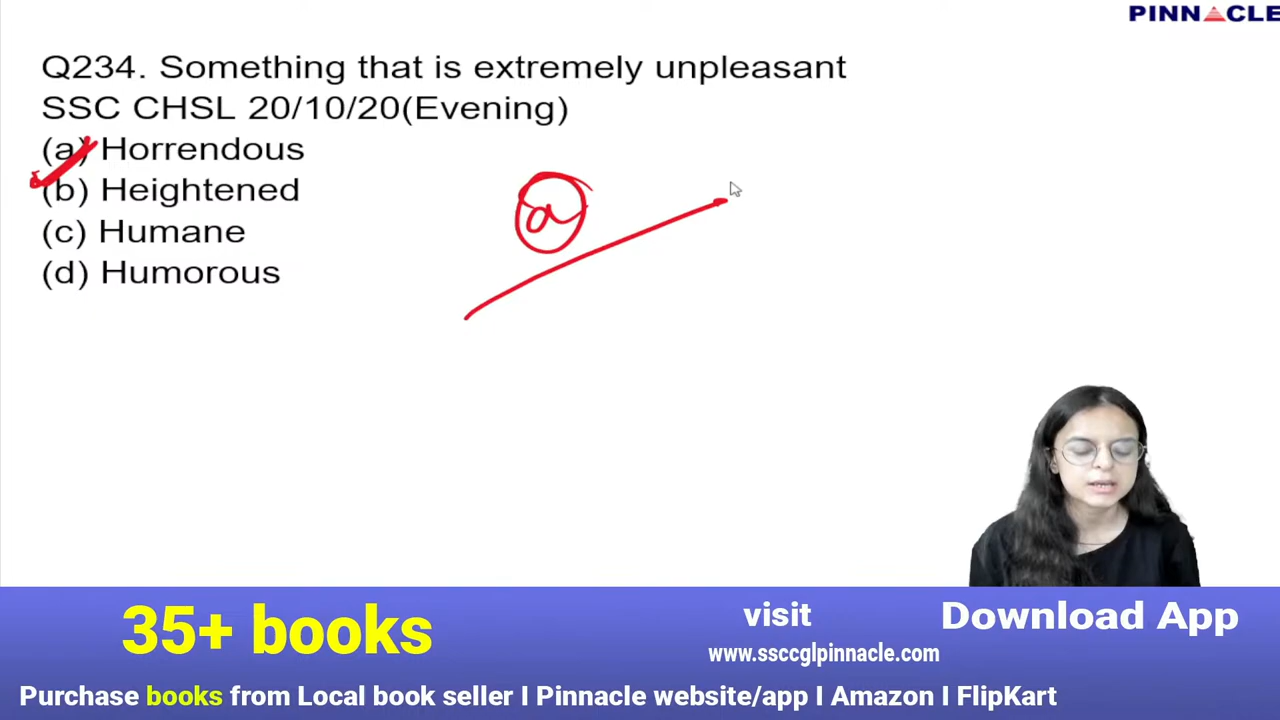 PINNACLE
Q234. Something that is extremely unpleasant
SSC CHSL 20/10/20(Evening)
(a) Horrendous
(b) Heightened
(c) Humane
(d) Humorous
a
35+ books
visit
www.ssccglpinnacle.com
Download App
Purchase books from Local book seller I Pinnacle website/app I Amazon I FlipKart